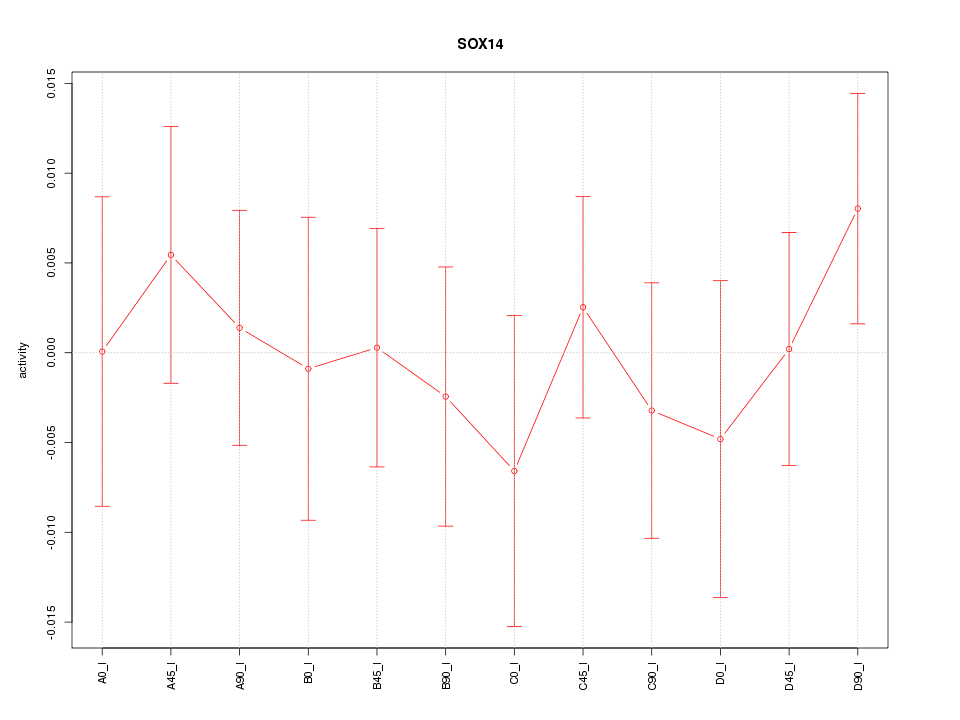 SOX14
activity
0.015
0.010
0.005
0.000
-0.005
-0.010
-0.015
A0_I
A45_I
A90_I
B0_I
B45_I
B90_I
C0_I
C45_I
C90_I
D0_I
D45_I
D90_I